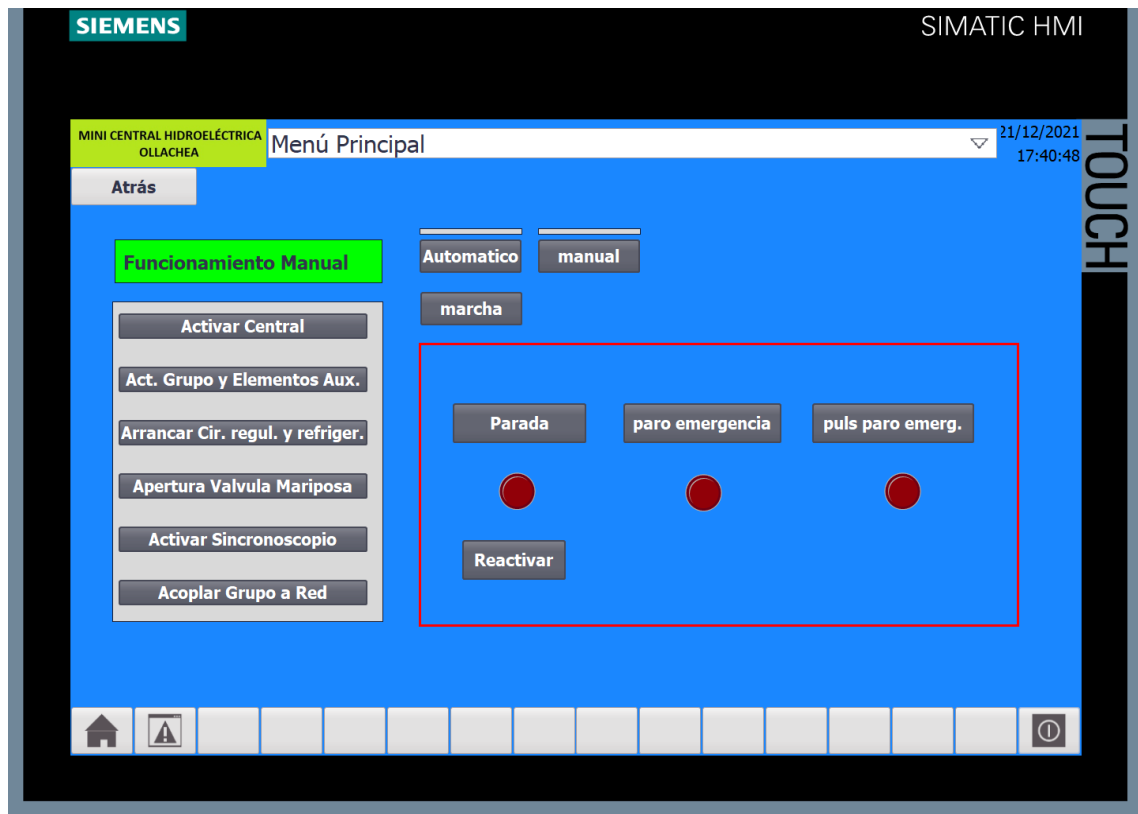 SIEMENS
SIMATIC HMI
MINI CENTRAL HIDROELÉCTRICA
OLLACHEA
Menú Principal
21/12/2021
17:40:48
TOUCH
Atrás
Funcionamiento Manual
Automatico
manual
marcha
Activar Central
Act. Grupo y Elementos Aux.
Arrancar Cir. regul. y refriger.
Apertura Valvula Mariposa
Activar Sincronoscopio
Acoplar Grupo a Red
Parada
paro emergencia
puls paro emerg.
Reactivar